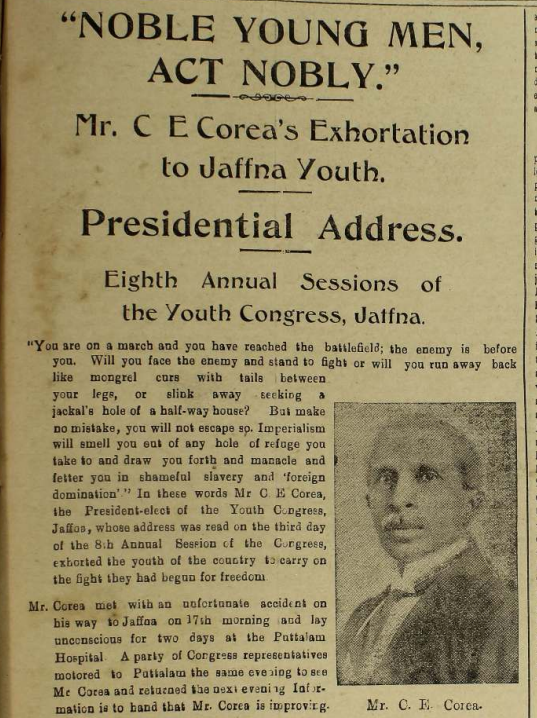 "NOBLE YOUNG MEN,
ACT NOBLY."
Mr. C E Corea's Exhortation
to Jaffna Youth.
Presidential Address.
Eighth Annual Sessions of
the Youth Congress, Jaffna.
"You are on a march and you have reached the battlefield; the enemy is before
you. Will you face the enemy and stand to fight or will you run away back
like mongrel curs with tails between
your legs, or slink away seeking a
jackal's hole of a half-way house? But make
no mistake, you will not escape so. Imperialism
will smell you out of any hole of refuge you
take to and draw you forth and manacle and
fetter you in shameful slavery and 'foreign
domination'." In these words Mr C. E Corea,
the President-elect of the Youth Congress,
Jaffna, whose address was read on the third day
of the 8th Annual Session of the Congress,
exhorted the youth of the country to carry on
the fight they had begun for freedom
Mr. Corea met with an unfortunate accident on
his way to Jaffna on 17th morning and lay
unconscious for two days at the Puttalam
Hospital. A party of Congress representatives
motored to Puttalam the same evening to see
Mr Corea and returned the next evening Infor-
mation is to hand that Mr. Corea is improving.
Mr. C. E. Corea.